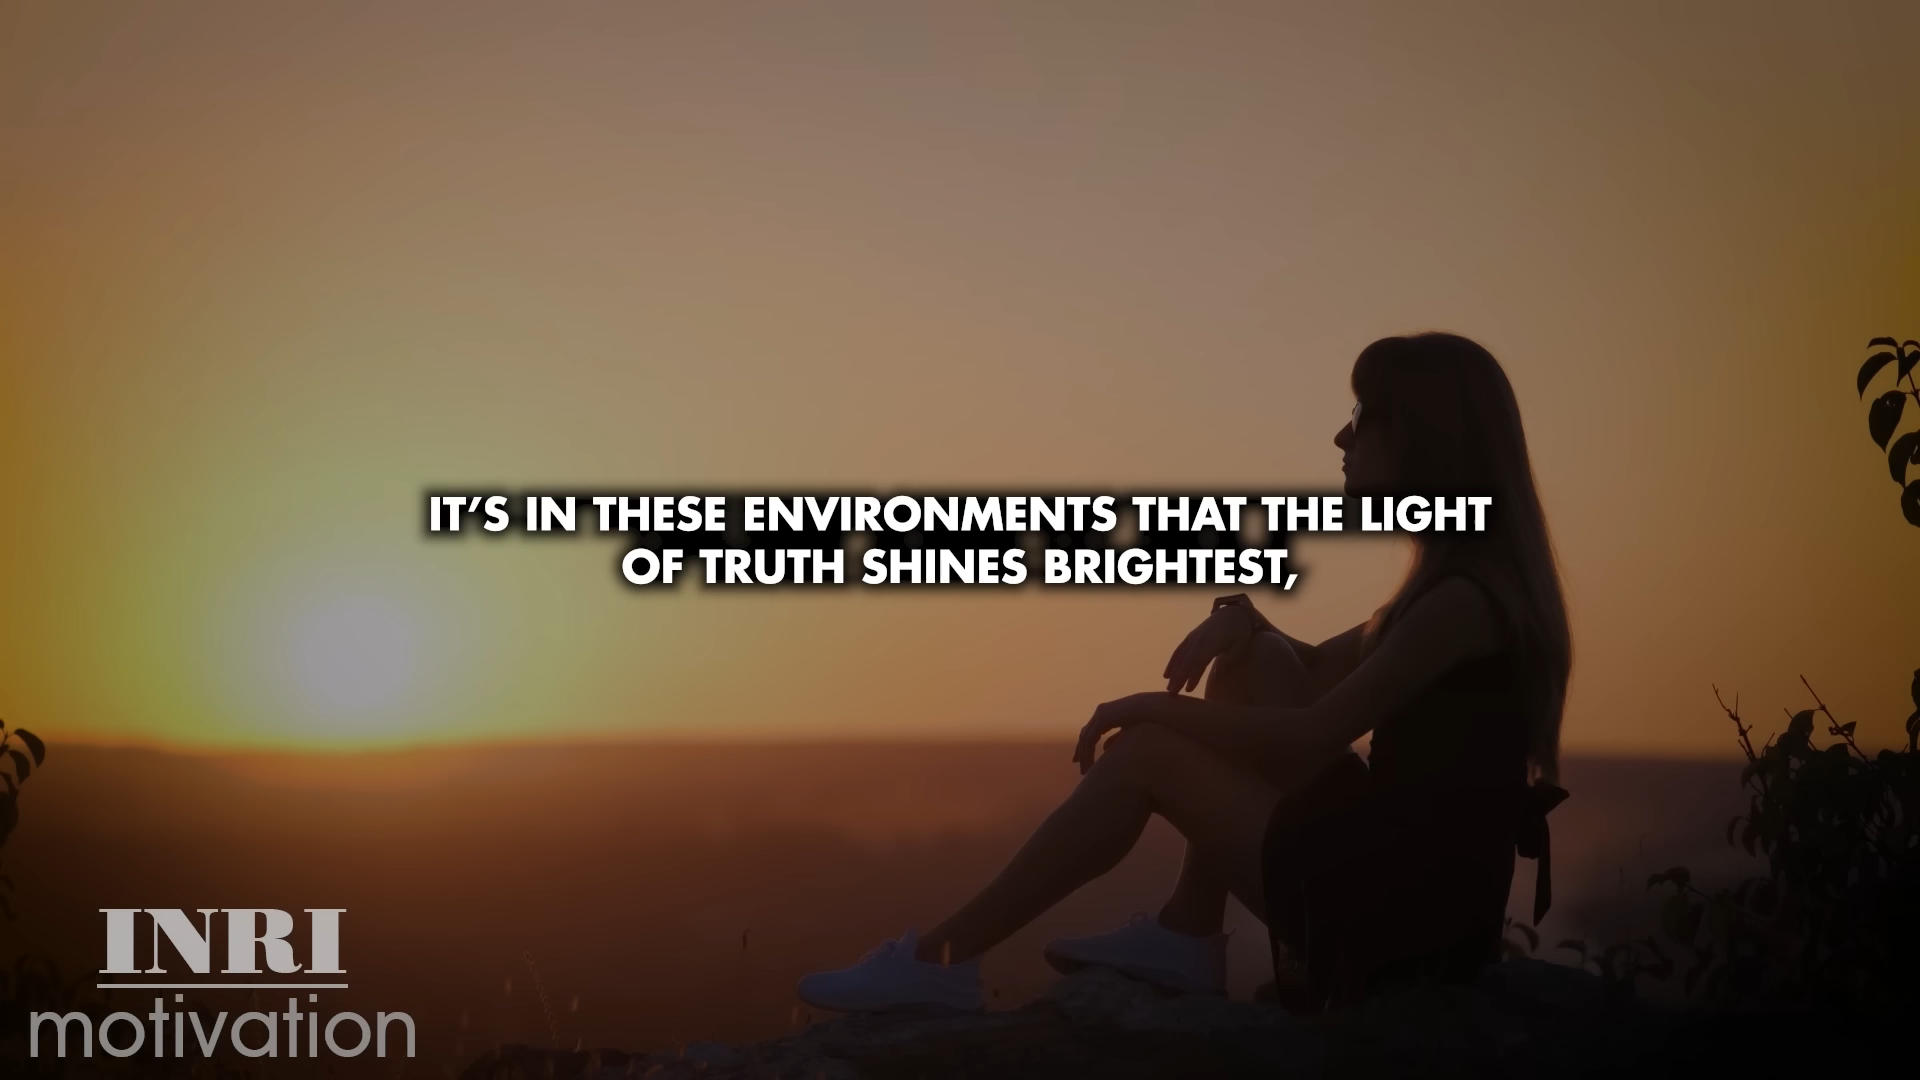 IT’S IN THESE ENVIRONMENTS THAT THE LIGHT
OF TRUTH SHINES BRIGHTEST,
INRI
motivation